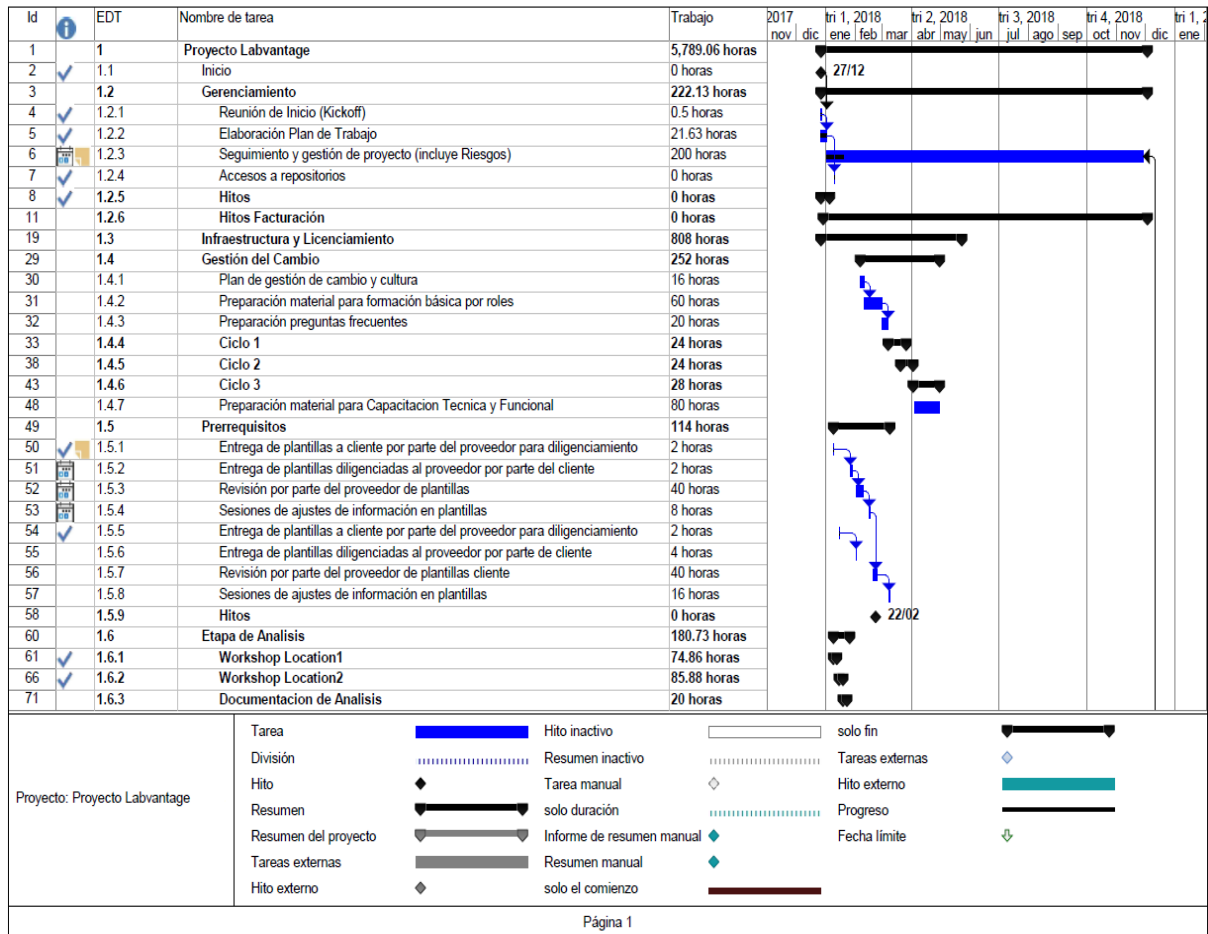 Id EDT Nombre de tarea Trabajo 2017 tri 1, 2018 tri 2, 2018 tri 3, 2018 tri 4, 2018 tri 1, 2
nov dic ene feb mar abr may jun jul ago sep oct nov dic ene
1 1 Proyecto Labvantage 5,789.06 horas
2 1.1 Inicio 0 horas 27/12
3 1.2 Gerenciamiento 222.13 horas
4 1.2.1 Reunión de Inicio (Kickoff) 0.5 horas
5 1.2.2 Elaboración Plan de Trabajo 21.63 horas
6 1.2.3 Seguimiento y gestión de proyecto (incluye Riesgos) 200 horas
7 1.2.4 Accesos a repositorios 0 horas
8 1.2.5 Hitos 0 horas
11 1.2.6 Hitos Facturación 0 horas
19 1.3 Infraestructura y Licenciamiento 808 horas
29 1.4 Gestión del Cambio 252 horas
30 1.4.1 Plan de gestión de cambio y cultura 16 horas
31 1.4.2 Preparación material para formación básica por roles 60 horas
32 1.4.3 Preparación preguntas frecuentes 20 horas
33 1.4.4 Ciclo 1 24 horas
38 1.4.5 Ciclo 2 24 horas
43 1.4.6 Ciclo 3 28 horas
48 1.4.7 Preparación material para Capacitacion Tecnica y Funcional 80 horas
49 1.5 Prerrequisitos 114 horas
50 1.5.1 Entrega de plantillas a cliente por parte del proveedor para diligenciamiento 2 horas
51 1.5.2 Entrega de plantillas diligenciadas al proveedor por parte del cliente 2 horas
52 1.5.3 Revisión por parte del proveedor de plantillas 40 horas
53 1.5.4 Sesiones de ajustes de información en plantillas 8 horas
54 1.5.5 Entrega de plantillas a cliente por parte del proveedor para diligenciamiento 2 horas
55 1.5.6 Entrega de plantillas diligenciadas al proveedor por parte de cliente 4 horas
56 1.5.7 Revisión por parte del proveedor de plantillas cliente 40 horas
57 1.5.8 Sesiones de ajustes de información en plantillas 16 horas
58 1.5.9 Hitos 0 horas 22/02
60 1.6 Etapa de Analisis 180.73 horas
61 1.6.1 Workshop Location1 74.86 horas
66 1.6.2 Workshop Location2 85.88 horas
71 1.6.3 Documentacion de Analisis 20 horas
Proyecto: Proyecto Labvantage
Tarea Hito inactivo solo fin
División Resumen inactivo Tareas externas
Hito Tarea manual Hito externo
Resumen solo duración Progreso
Resumen del proyecto Informe de resumen manual Fecha límite
Tareas externas Resumen manual
Hito externo solo el comienzo
Página 1